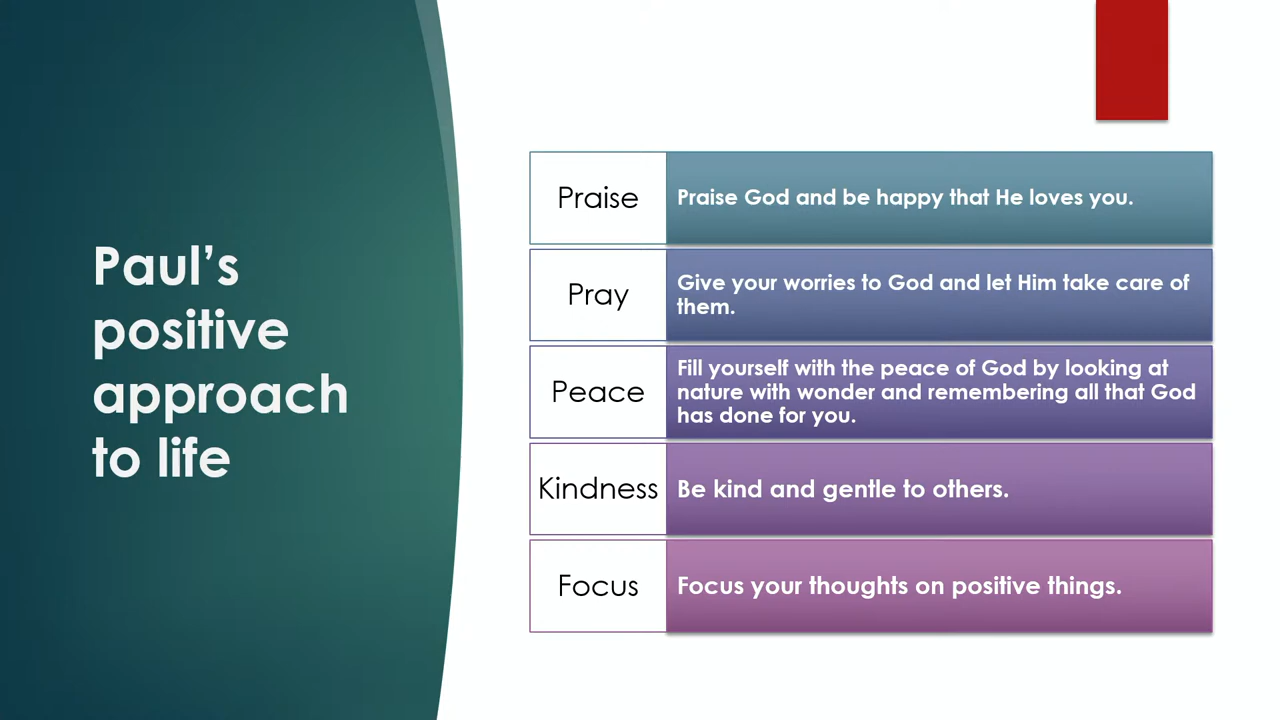 Paul’s
positive
approach
to life
Praise
Praise God and be happy that He loves you.
Pray
Give your worries to God and let Him take care of
them.
Peace
Fill yourself with the peace of God by looking at
nature with wonder and remembering all that God
has done for you.
Kindness
Be kind and gentle to others.
Focus
Focus your thoughts on positive things.